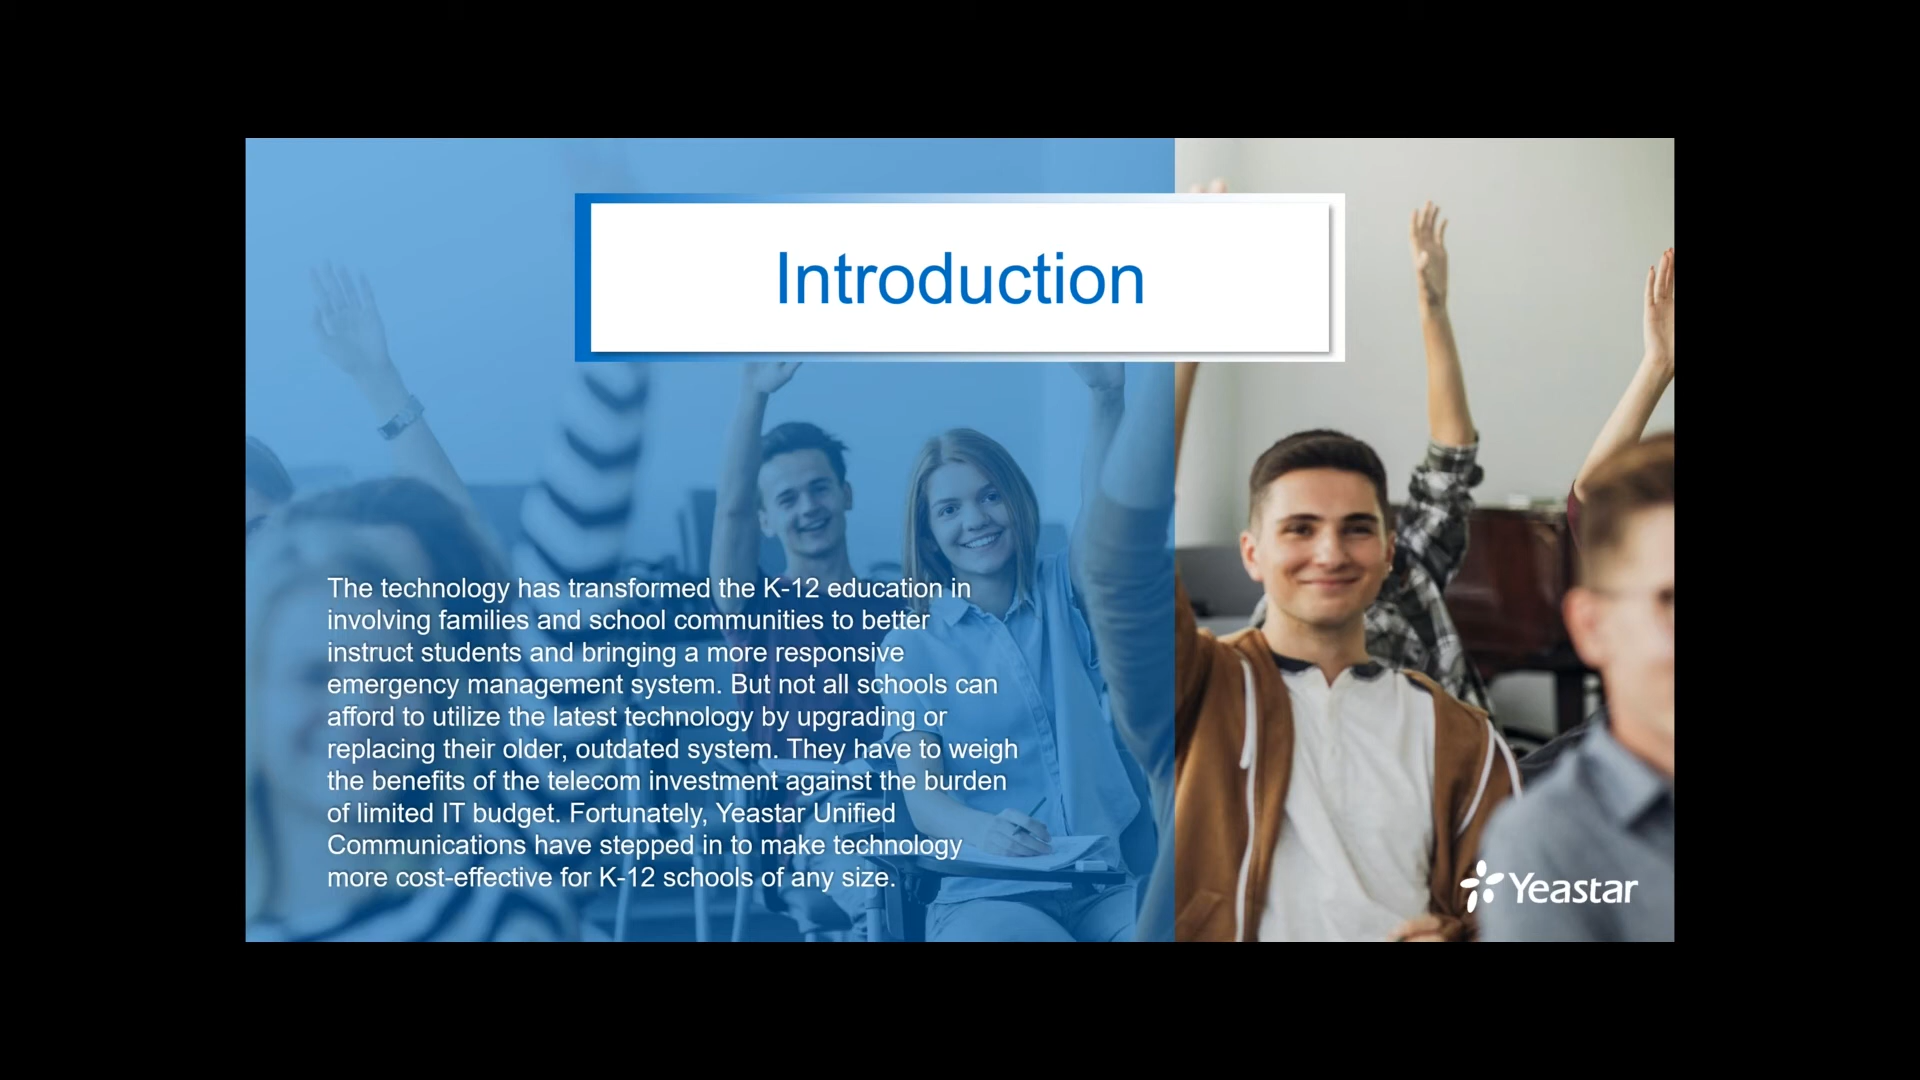 Introduction
The technology has transformed the K-12 education in
involving families and school communities to better
instruct students and bringing a more responsive
emergency management system. But not all schools can
afford to utilize the latest technology by upgrading or
replacing their older, outdated system. They have to weigh
the benefits of the telecom investment against the burden
of limited IT budget. Fortunately, Yeastar Unified
Communications have stepped in to make technology
more cost-effective for K-12 schools of any size.
Yeastar